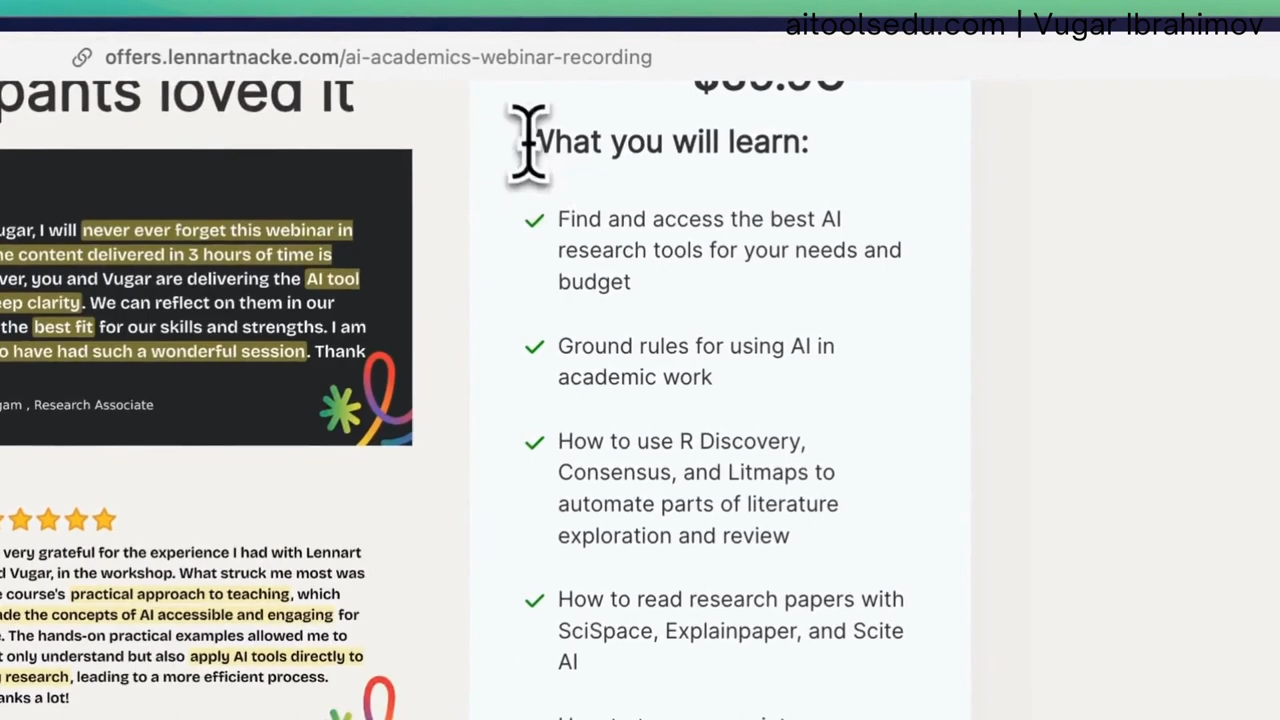 aitoolsedu.com | Vugar Ibrahimov
offers.lennartnacke.com/ai-academics-webinar-recording
loved it
What you will learn:
I will never ever forget this webinar in
content delivered in 3 hours of time is
you and Vugar are delivering the AI tool
clarity. We can reflect on them in our
the best fit for our skills and strengths. I am
have had such a wonderful session. Thank
, Research Associate
very grateful for the experience I had with Lennart
Vugar, in the workshop. What struck me most was
course's practical approach to teaching, which
the concepts of AI accessible and engaging for
The hands-on practical examples allowed me to
only understand but also apply AI tools directly to
research, leading to a more efficient process.
a lot!
Find and access the best AI
research tools for your needs and
budget
Ground rules for using AI in
academic work
How to use R Discovery,
Consensus, and Litmaps to
automate parts of literature
exploration and review
How to read research papers with
SciSpace, Explainpaper, and Scite
AI